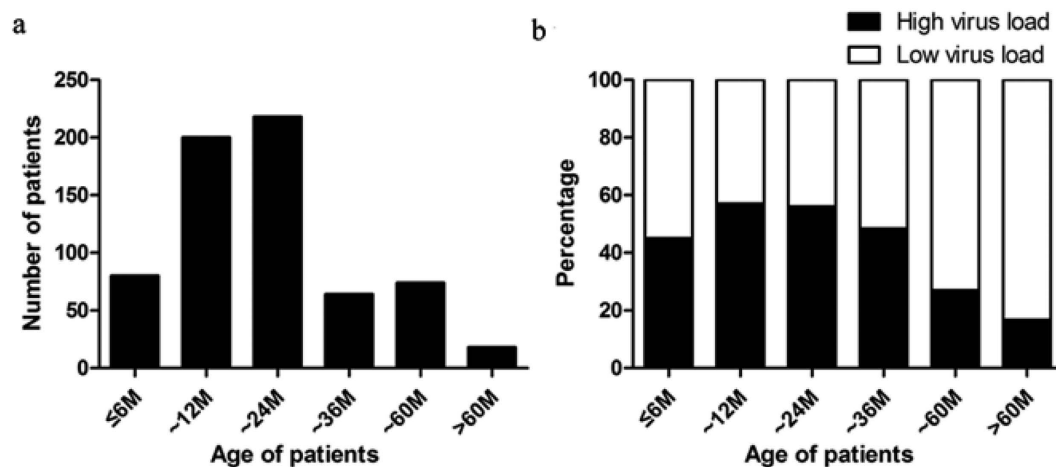 a
Number of patients
250
200
150
100
50
0
≤6M
~12M
~24M
~36M
~60M
>60M
Age of patients
b
High virus load
Low virus load
Percentage
100
80
60
40
20
0
≤6M
~12M
~24M
~36M
~60M
>60M
Age of patients